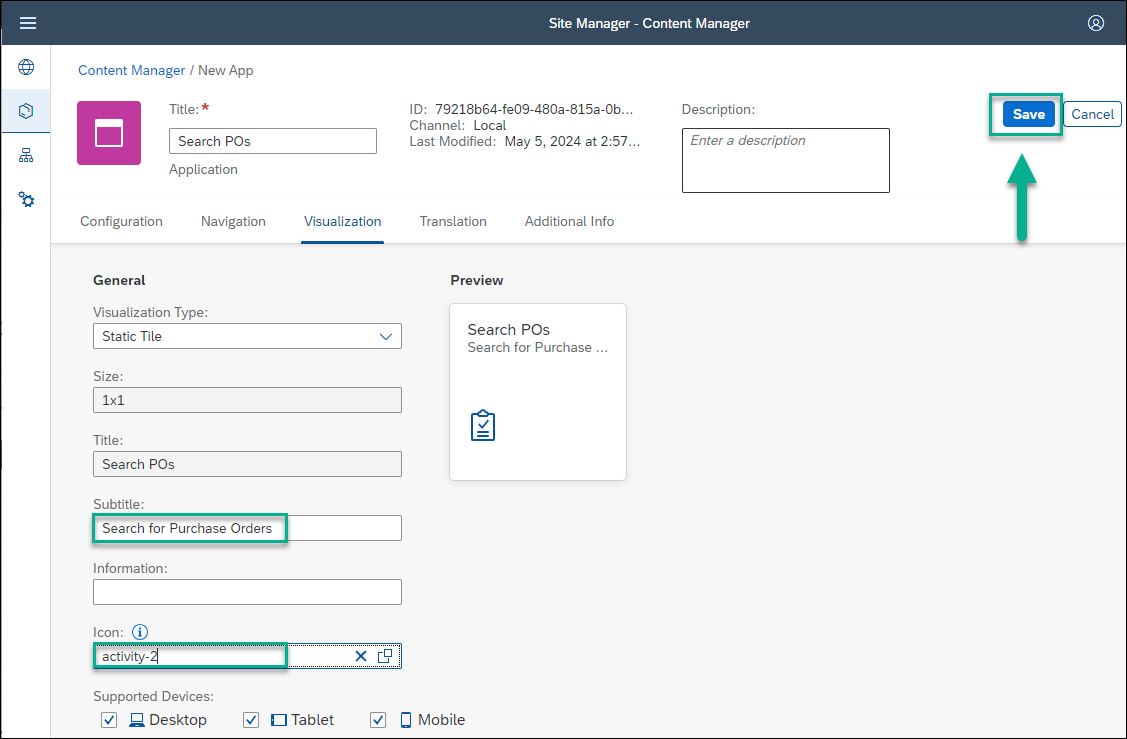 Site Manager - Content Manager
Content Manager / New App
Title:*
Search POs
Application
ID: 79218b64-fe09-480a-815a-0b...
Channel: Local
Last Modified: May 5, 2024 at 2:57...
Description:
Enter a description
Save
Cancel
Configuration
Navigation
Visualization
Translation
Additional Info
General
Visualization Type:
Static Tile
Size:
1x1
Title:
Search POs
Subtitle:
Search for Purchase Orders
Information:
Icon:
activity-2
Supported Devices:
Desktop
Tablet
Mobile
Preview
Search POs
Search for Purchase ...